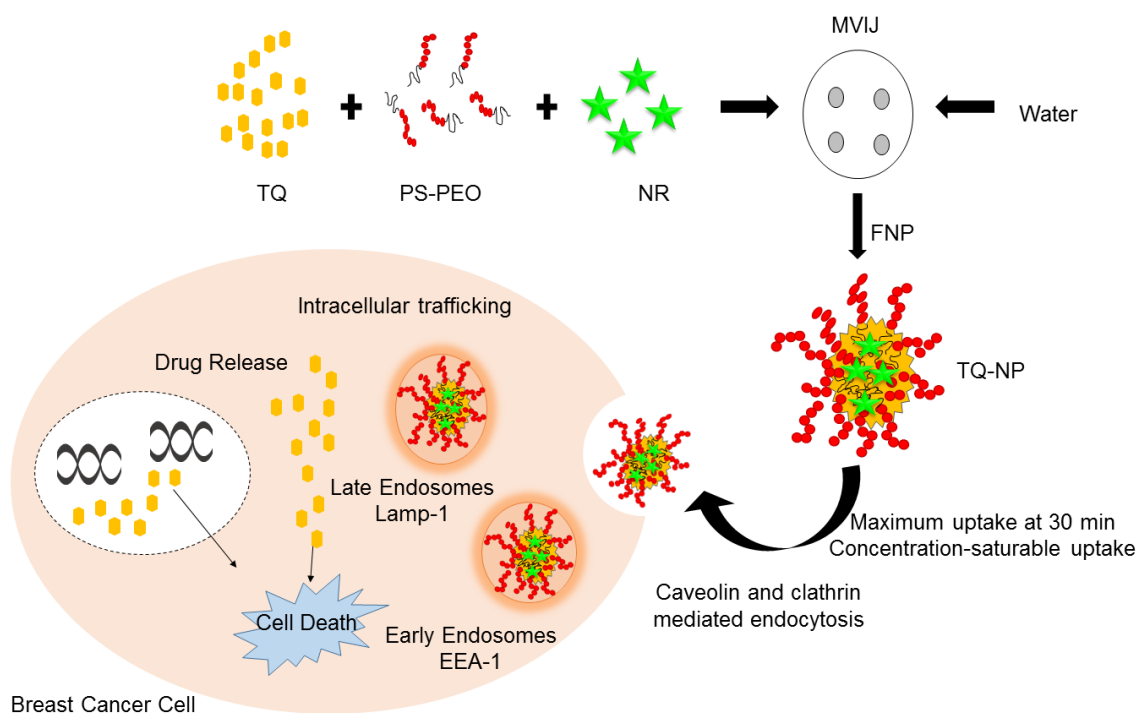 MVIJ
Water
TQ
PS-PEO
NR
FNP
TQ-NP
Intracellular trafficking
Drug Release
Late Endosomes
Lamp-1
Maximum uptake at 30 min
Concentration-saturable uptake
Caveolin and clathrin
mediated endocytosis
Cell Death
Early Endosomes
EEA-1
Breast Cancer Cell